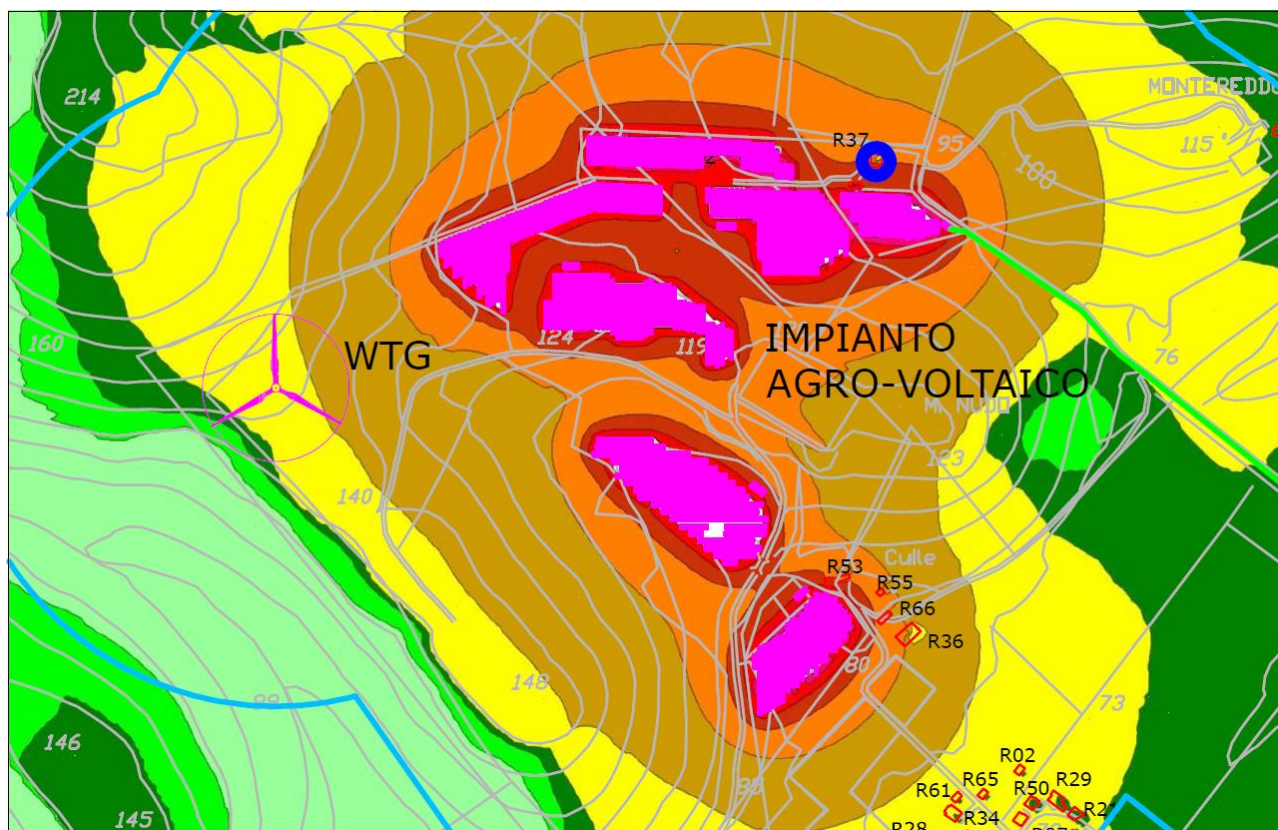 214
MONTEREDDO
R37
95
115
100
160
124
119
WTG
IMPIANTO
AGRO-VOLTAICO
76
M. NUDO
123
140
Culle
R53
R55
R66
R36
80
148
73
146
R02
R65
R29
R61
R50
R34
R28
145